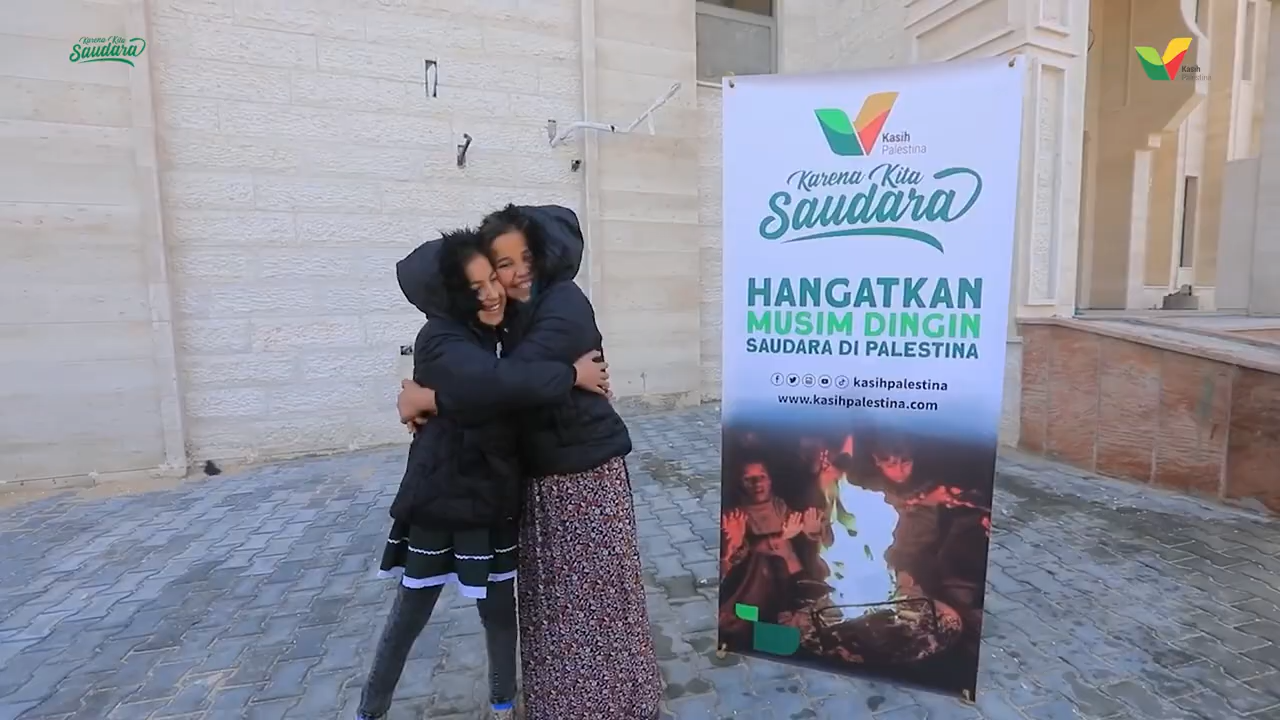 Karena Kita
Saudara
Kasih
Palestina
Kasih
Palestina
Karena Kita
Saudara
HANGATKAN
MUSIM DINGIN
SAUDARA DI PALESTINA
kasihpalestina
www.kasihpalestina.com